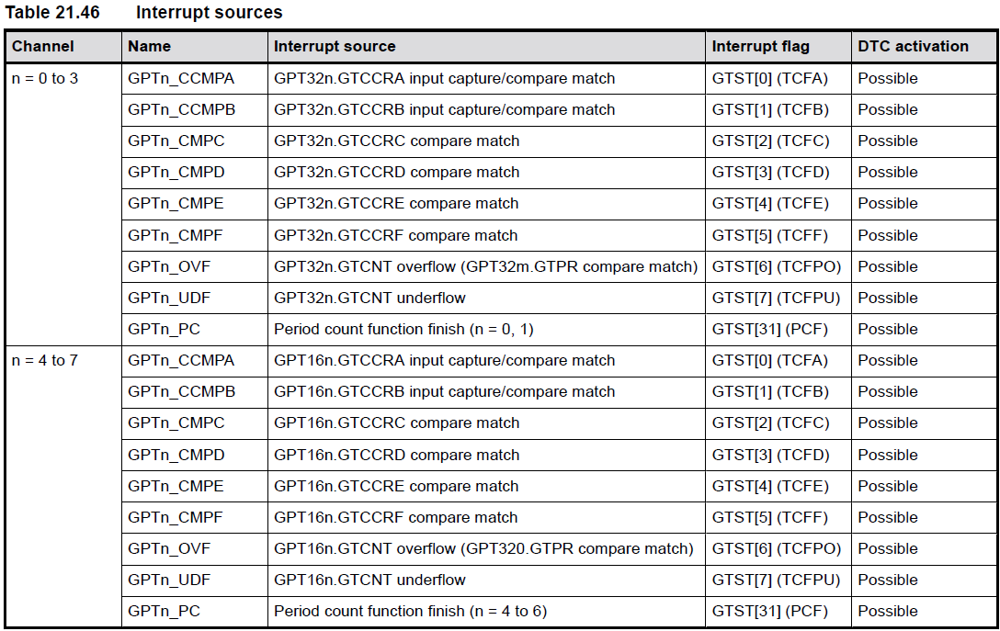 Table 21.46 Interrupt sources
Channel Name Interrupt source Interrupt flag DTC activation
n = 0 to 3 GPTn_CCMPA GPT32n.GTCCRA input capture/compare match GTST[0] (TCFA) Possible
GPTn_CCMPB GPT32n.GTCCRB input capture/compare match GTST[1] (TCFB) Possible
GPTn_CMPC GPT32n.GTCCRC compare match GTST[2] (TCFC) Possible
GPTn_CMPD GPT32n.GTCCRD compare match GTST[3] (TCFD) Possible
GPTn_CMPE GPT32n.GTCCRE compare match GTST[4] (TCFE) Possible
GPTn_CMPF GPT32n.GTCCRF compare match GTST[5] (TCFF) Possible
GPTn_OVF GPT32n.GTCNT overflow (GPT32m.GTPR compare match) GTST[6] (TCFPO) Possible
GPTn_UDF GPT32n.GTCNT underflow GTST[7] (TCFPU) Possible
GPTn_PC Period count function finish (n = 0, 1) GTST[31] (PCF) Possible
n = 4 to 7 GPTn_CCMPA GPT16n.GTCCRA input capture/compare match GTST[0] (TCFA) Possible
GPTn_CCMPB GPT16n.GTCCRB input capture/compare match GTST[1] (TCFB) Possible
GPTn_CMPC GPT16n.GTCCRC compare match GTST[2] (TCFC) Possible
GPTn_CMPD GPT16n.GTCCRD compare match GTST[3] (TCFD) Possible
GPTn_CMPE GPT16n.GTCCRE compare match GTST[4] (TCFE) Possible
GPTn_CMPF GPT16n.GTCCRF compare match GTST[5] (TCFF) Possible
GPTn_OVF GPT16n.GTCNT overflow (GPT320.GTPR compare match) GTST[6] (TCFPO) Possible
GPTn_UDF GPT16n.GTCNT underflow GTST[7] (TCFPU) Possible
GPTn_PC Period count function finish (n = 4 to 6) GTST[31] (PCF) Possible